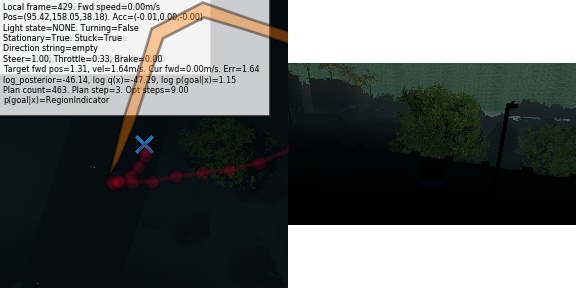 Local frame=429. Fwd speed=0.00m/s
Pos=(95.42,158.05,38.18). Acc=(-0.01,0.00,-0.00)
Light state=NONE. Turning=False
Stationary=True. Stuck=True
Direction string=empty
Steer=1.00, Throttle=0.33, Brake=0.00
Target fwd pos=1.31, vel=1.64m/s. Cur fwd=0.00m/s. Err=1.64
log_posterior=-46.14, log q(x)=-47.29, log p(goal|x)=1.15
Plan count=463. Plan step=3. Opt steps=9.00
p(goal|x)=RegionIndicator